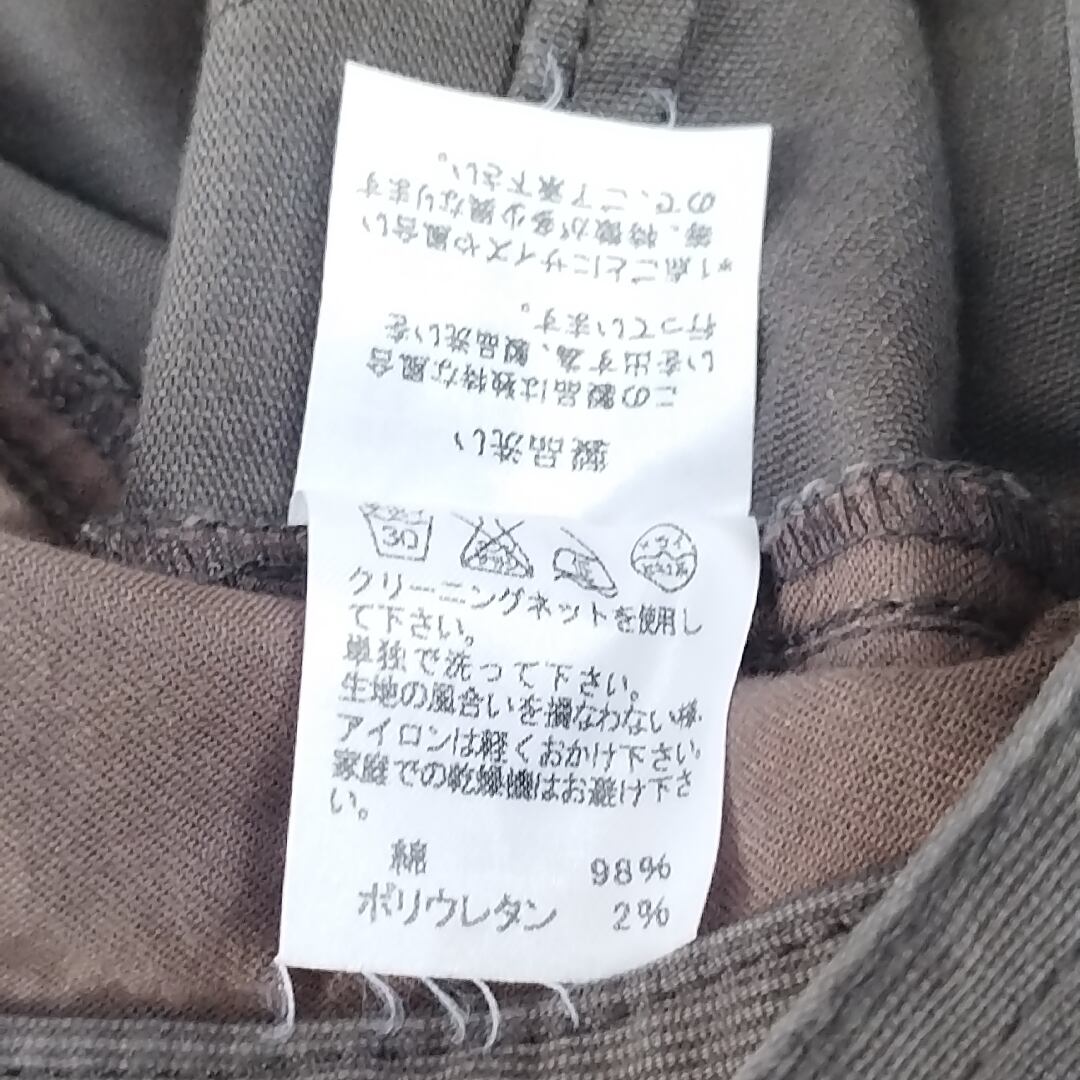 30
クリーニングネットを使用し
て下さい。
単独で洗って下さい。
生地の風合いを損なわない様、
アイロンは軽くおかけ下さい。
家庭での乾燥機はお避け下さ
い。
綿 98%
ポリウレタン 2%
製品洗い
この製品は独特な風合
いを出す為、製品洗いを
行っています。
*1点ごとにサイズや風合い
等、特徴が多少異なります
ので、ご了承下さい。